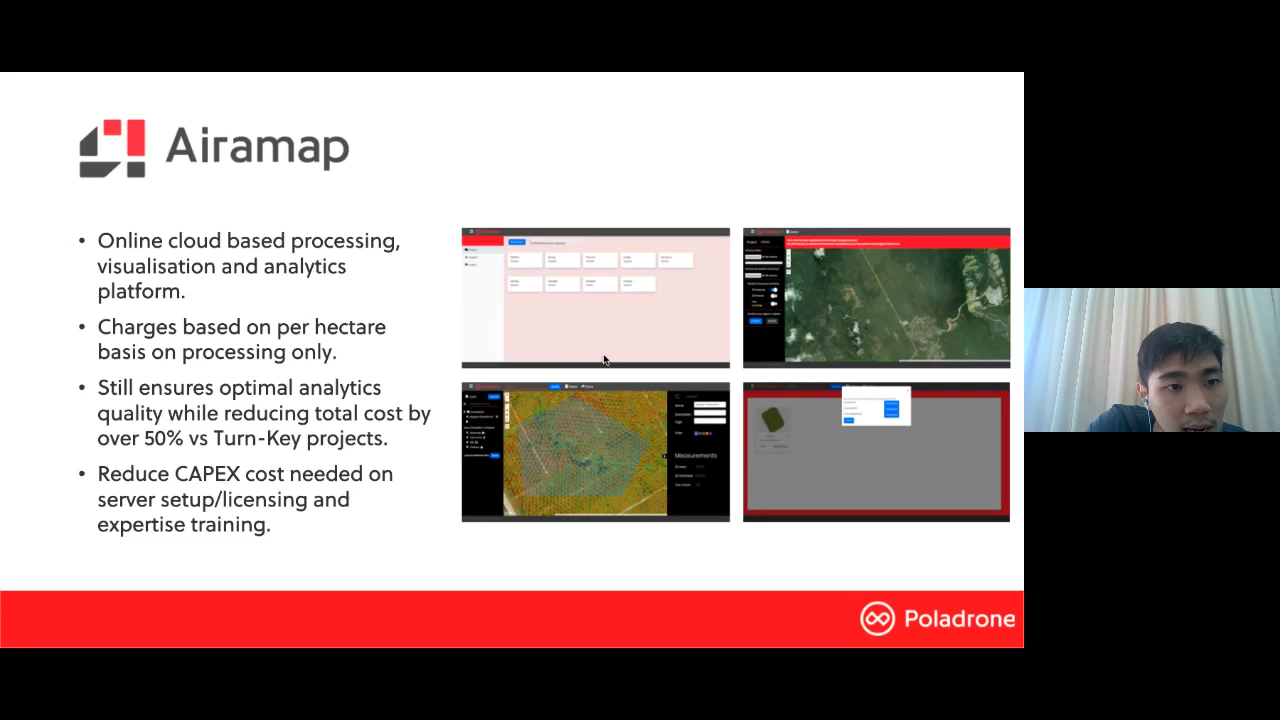 Airamap
• Online cloud based processing,
visualisation and analytics
platform.
• Charges based on per hectare
basis on processing only.
• Still ensures optimal analytics
quality while reducing total cost by
over 50% vs Turn-Key projects.
• Reduce CAPEX cost needed on
server setup/licensing and
expertise training.
Measurements
Poladrone